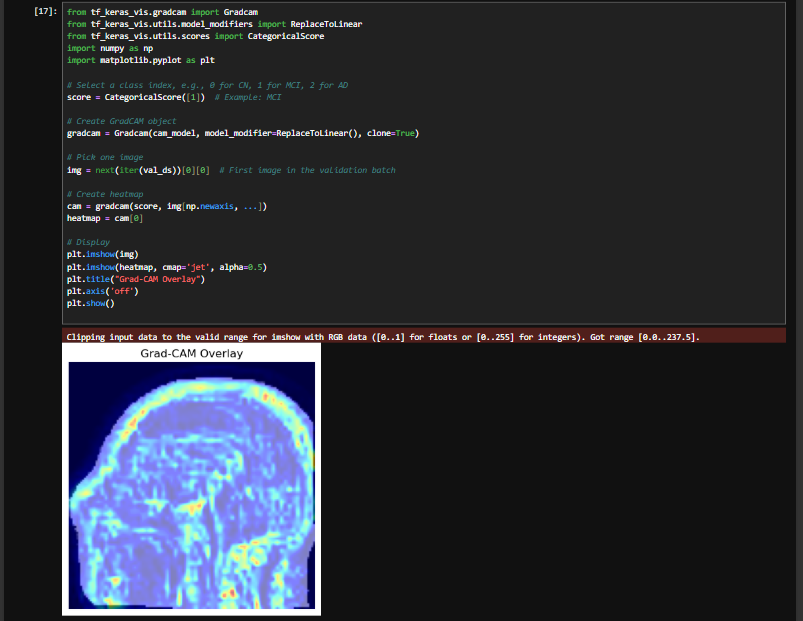 [17]:
from tf_keras_vis.gradcam import Gradcam
from tf_keras_vis.utils.model_modifiers import ReplaceToLinear
from tf_keras_vis.utils.scores import CategoricalScore
import numpy as np
import matplotlib.pyplot as plt
# Select a class index, e.g., 0 for CN, 1 for MCI, 2 for AD
score = CategoricalScore([1])  # Example: MCI
# Create GradCAM object
gradcam = Gradcam(cam_model, model_modifier=ReplaceToLinear(), clone=True)
# Pick one image
img = next(iter(val_ds))[0][0]  # First image in the validation batch
# Create heatmap
cam = gradcam(score, img[np.newaxis, ...])
heatmap = cam[0]
# Display
plt.imshow(img)
plt.imshow(heatmap, cmap='jet', alpha=0.5)
plt.title("Grad-CAM Overlay")
plt.axis('off')
plt.show()
Clipping input data to the valid range for imshow with RGB data ([0..1] for floats or [0..255] for integers). Got range [0.0..237.5].
Grad-CAM Overlay